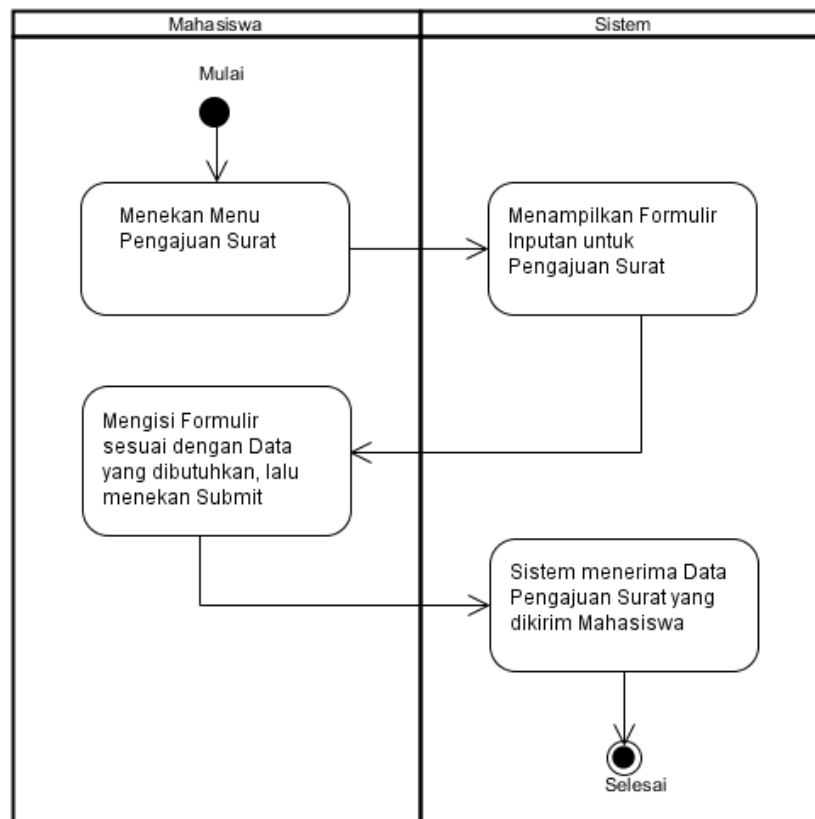 Mahasiswa
Sistem
Mulai
Menekan Menu
Pengajuan Surat
Menampilkan Formulir
Inputan untuk
Pengajuan Surat
Mengisi Formulir
sesuai dengan Data
yang dibutuhkan, lalu
menekan Submit
Sistem menerima Data
Pengajuan Surat yang
dikirim Mahasiswa
Selesai